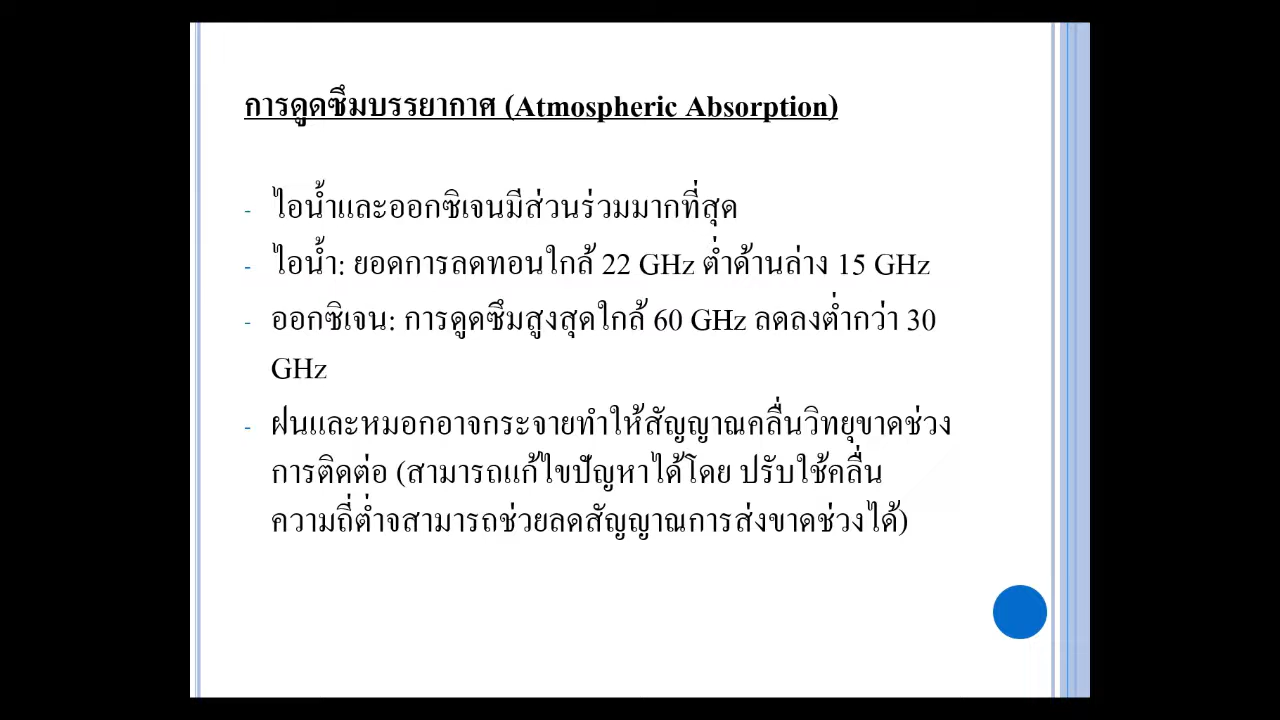 การดูดซึมบรรยากาศ (Atmospheric Absorption)
- ไอน้ำและออกซิเจนมีส่วนร่วมมากที่สุด
- ไอน้ำ: ยอดการลดทอนใกล้ 22 GHz ต่ำด้านล่าง 15 GHz
- ออกซิเจน: การดูดซึมสูงสุดใกล้ 60 GHz ลดลงต่ำกว่า 30
GHz
- ฝนและหมอกอาจกระจายทำให้สัญญาณคลื่นวิทยุขาดช่วง
การติดต่อ (สามารถแก้ไขปัญหาได้โดย ปรับใช้คลื่น
ความถี่ต่ำจสามารถช่วยลดสัญญาณการส่งขาดช่วงได้)